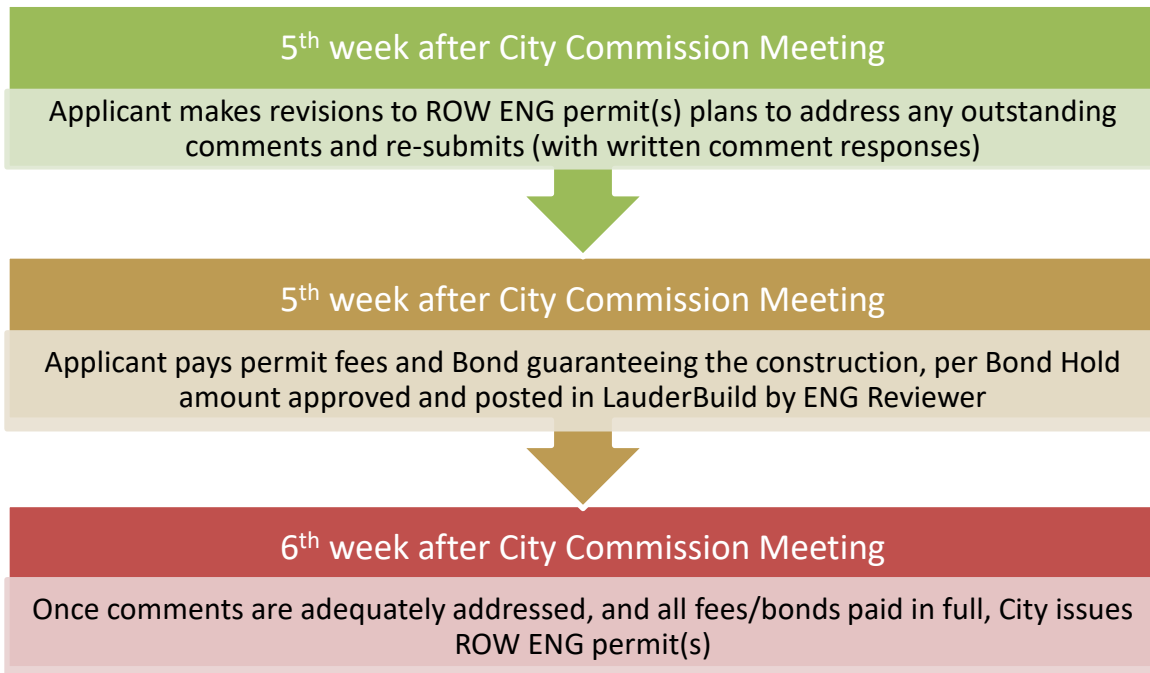 5th week after City Commission Meeting
Applicant makes revisions to ROW ENG permit(s) plans to address any outstanding
comments and re-submits (with written comment responses)
5th week after City Commission Meeting
Applicant pays permit fees and Bond guaranteeing the construction, per Bond Hold
amount approved and posted in LauderBuild by ENG Reviewer
6th week after City Commission Meeting
Once comments are adequately addressed, and all fees/bonds paid in full, City issues
ROW ENG permit(s)